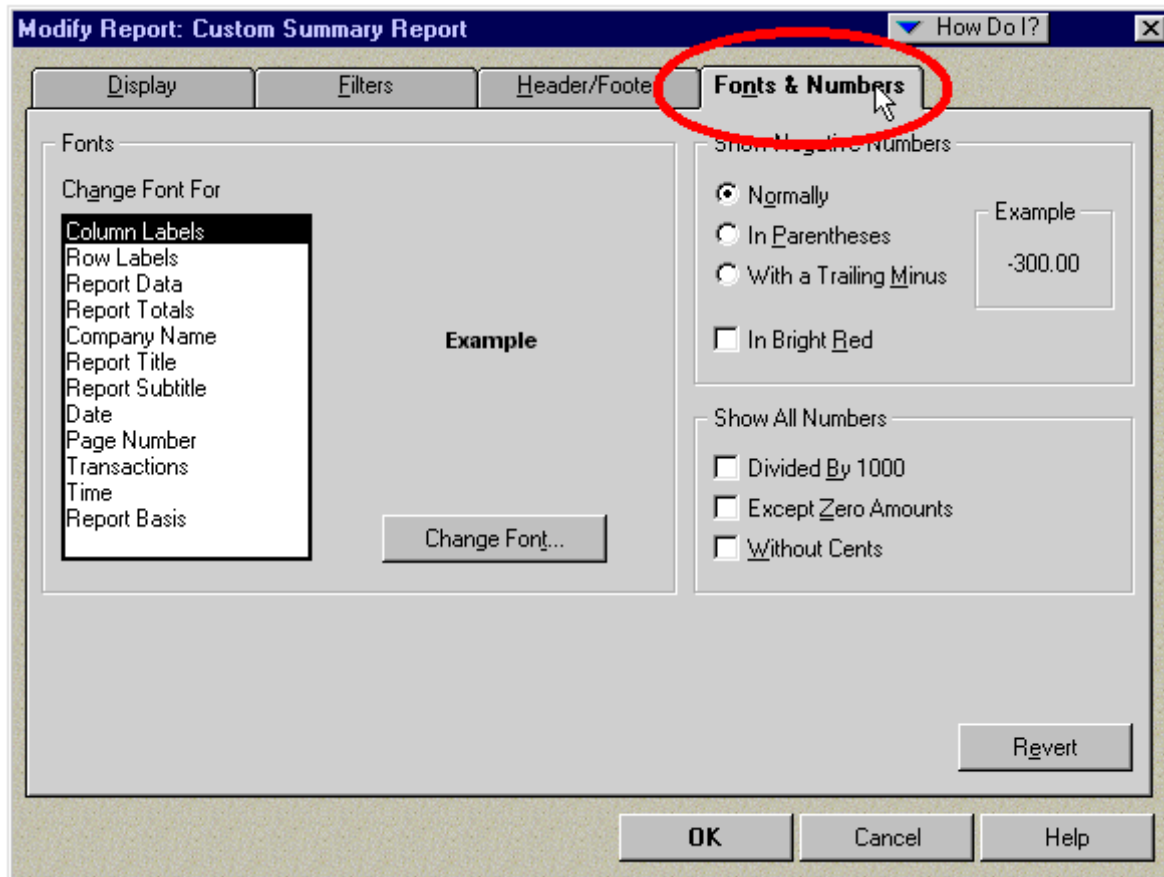 Modify Report: Custom Summary Report
How Do I?
Display
Filters
Header/Foote
Fonts & Numbers
Fonts
Change Font For
Column Labels
Row Labels
Report Data
Report Totals
Company Name
Report Title
Report Subtitle
Date
Page Number
Transactions
Time
Report Basis
Example
Change Font...
Show Negative Numbers
Normally
In Parentheses
With a Trailing Minus
Example
-300.00
In Bright Red
Show All Numbers
Divided By 1000
Except Zero Amounts
Without Cents
Revert
OK
Cancel
Help